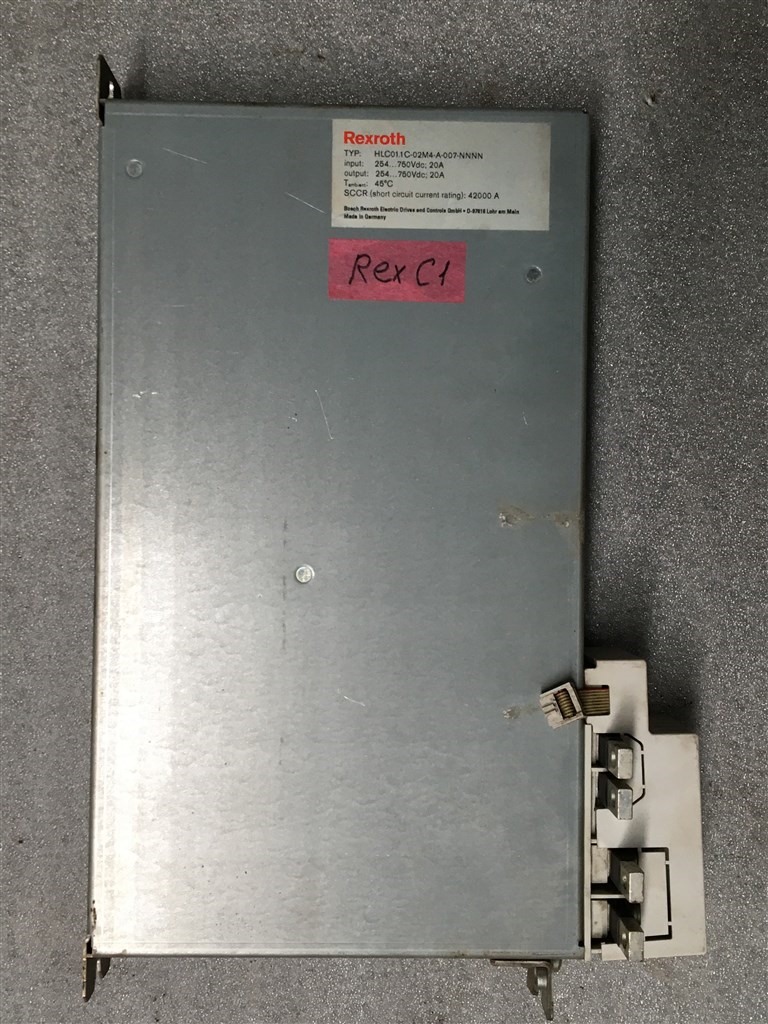 Rexroth
TYP: HLC01.1C-02M4-A-007-NNNN
input: 254...750Vdc; 20A
output: 254...750Vdc; 20A
Tambient: 45°C
SCCR (short circuit current rating): 42000 A
Bosch Rexroth Electric Drives and Controls GmbH • D-97816 Lohr am Main
Made in Germany
Rex C1